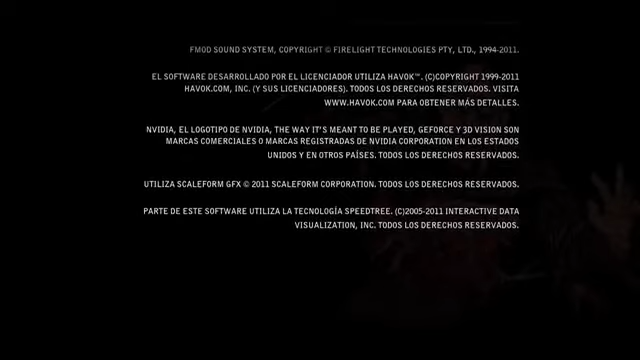 FMOD SOUND SYSTEM, COPYRIGHT © FIRELIGHT TECHNOLOGIES PTY, LTD., 1994-2011.
EL SOFTWARE DESARROLLADO POR EL LICENCIADOR UTILIZA HAVOK™. (C)COPYRIGHT 1999-2011
HAVOK.COM, INC. (Y SUS LICENCIADORES). TODOS LOS DERECHOS RESERVADOS. VISITA
WWW.HAVOK.COM PARA OBTENER MÁS DETALLES.
NVIDIA, EL LOGOTIPO DE NVIDIA, THE WAY IT'S MEANT TO BE PLAYED, GEFORCE Y 3D VISION SON
MARCAS COMERCIALES O MARCAS REGISTRADAS DE NVIDIA CORPORATION EN LOS ESTADOS
UNIDOS Y EN OTROS PAÍSES. TODOS LOS DERECHOS RESERVADOS.
UTILIZA SCALEFORM GFX © 2011 SCALEFORM CORPORATION. TODOS LOS DERECHOS RESERVADOS.
PARTE DE ESTE SOFTWARE UTILIZA LA TECNOLOGÍA SPEEDTREE. (C)2005-2011 INTERACTIVE DATA
VISUALIZATION, INC. TODOS LOS DERECHOS RESERVADOS.